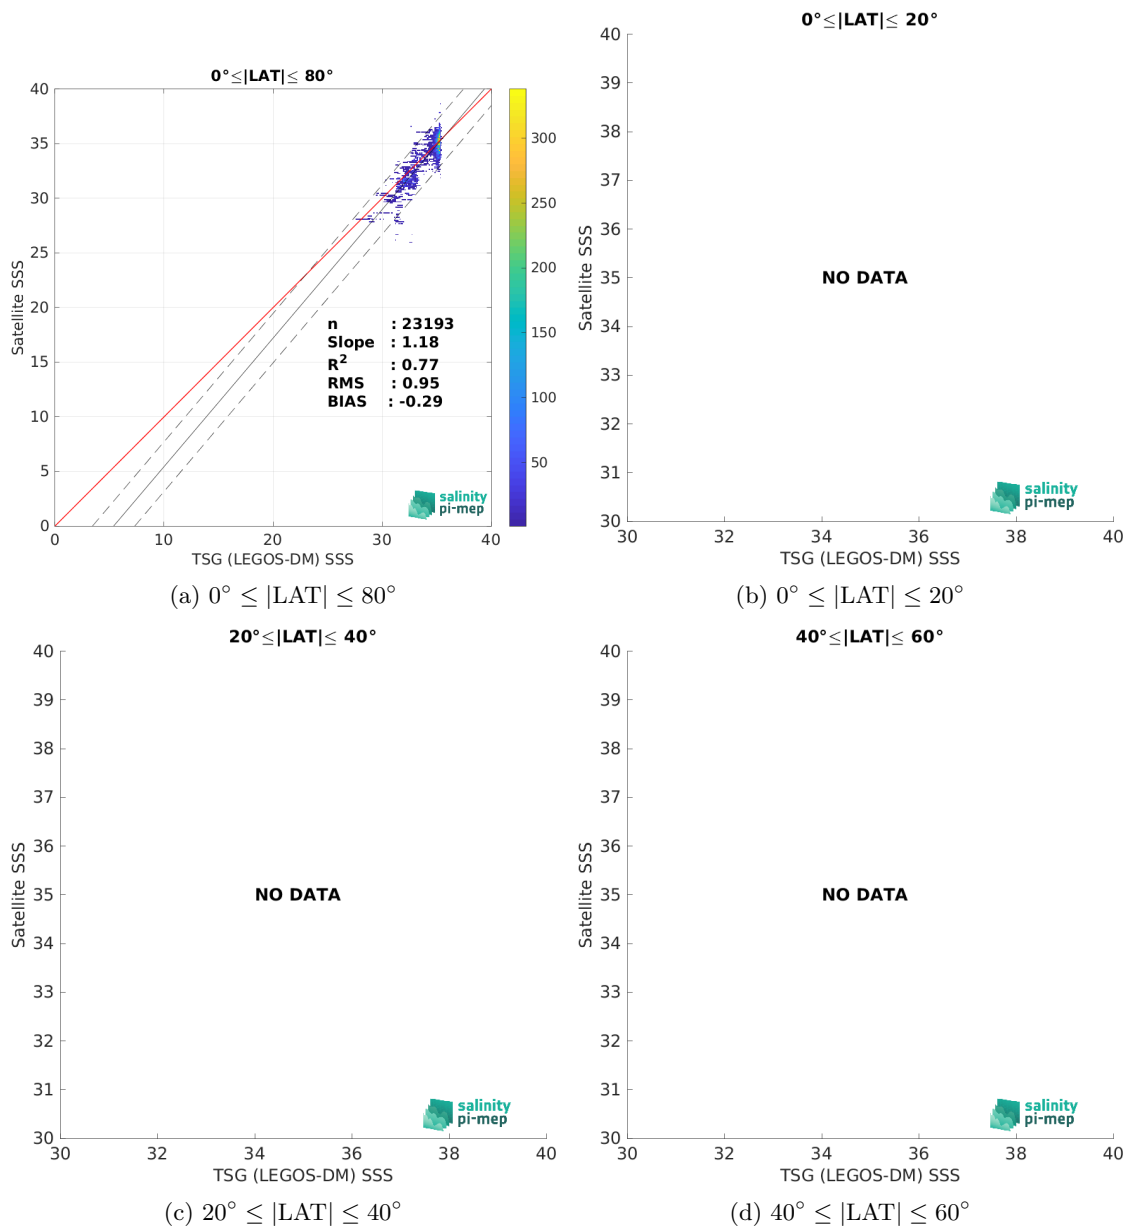 0°≤|LAT|≤ 80°
40
35
30
25
20
15
10
5
0
0
10
20
30
40
Satellite SSS
TSG (LEGOS-DM) SSS
300
250
200
150
100
50
n : 23193
Slope : 1.18
R2 : 0.77
RMS : 0.95
BIAS : -0.29
salinity
pi-mep
(a) 0° ≤ |LAT| ≤ 80°
0°≤|LAT|≤ 20°
40
39
38
37
36
35
34
33
32
31
30
30
32
34
36
38
40
Satellite SSS
NO DATA
salinity
pi-mep
TSG (LEGOS-DM) SSS
(b) 0° ≤ |LAT| ≤ 20°
20°≤|LAT|≤ 40°
40
39
38
37
36
35
34
33
32
31
30
30
32
34
36
38
40
Satellite SSS
NO DATA
salinity
pi-mep
TSG (LEGOS-DM) SSS
(c) 20° ≤ |LAT| ≤ 40°
40°≤|LAT|≤ 60°
40
39
38
37
36
35
34
33
32
31
30
30
32
34
36
38
40
Satellite SSS
NO DATA
salinity
pi-mep
TSG (LEGOS-DM) SSS
(d) 40° ≤ |LAT| ≤ 60°